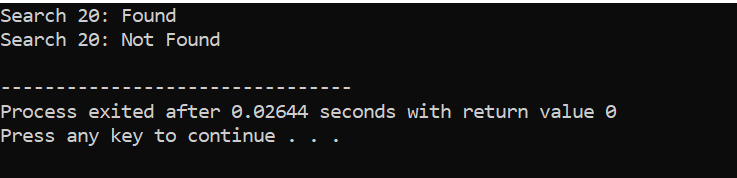 Search 20: Found
Search 20: Not Found
--------------------------------
Process exited after 0.02644 seconds with return value 0
Press any key to continue . . .